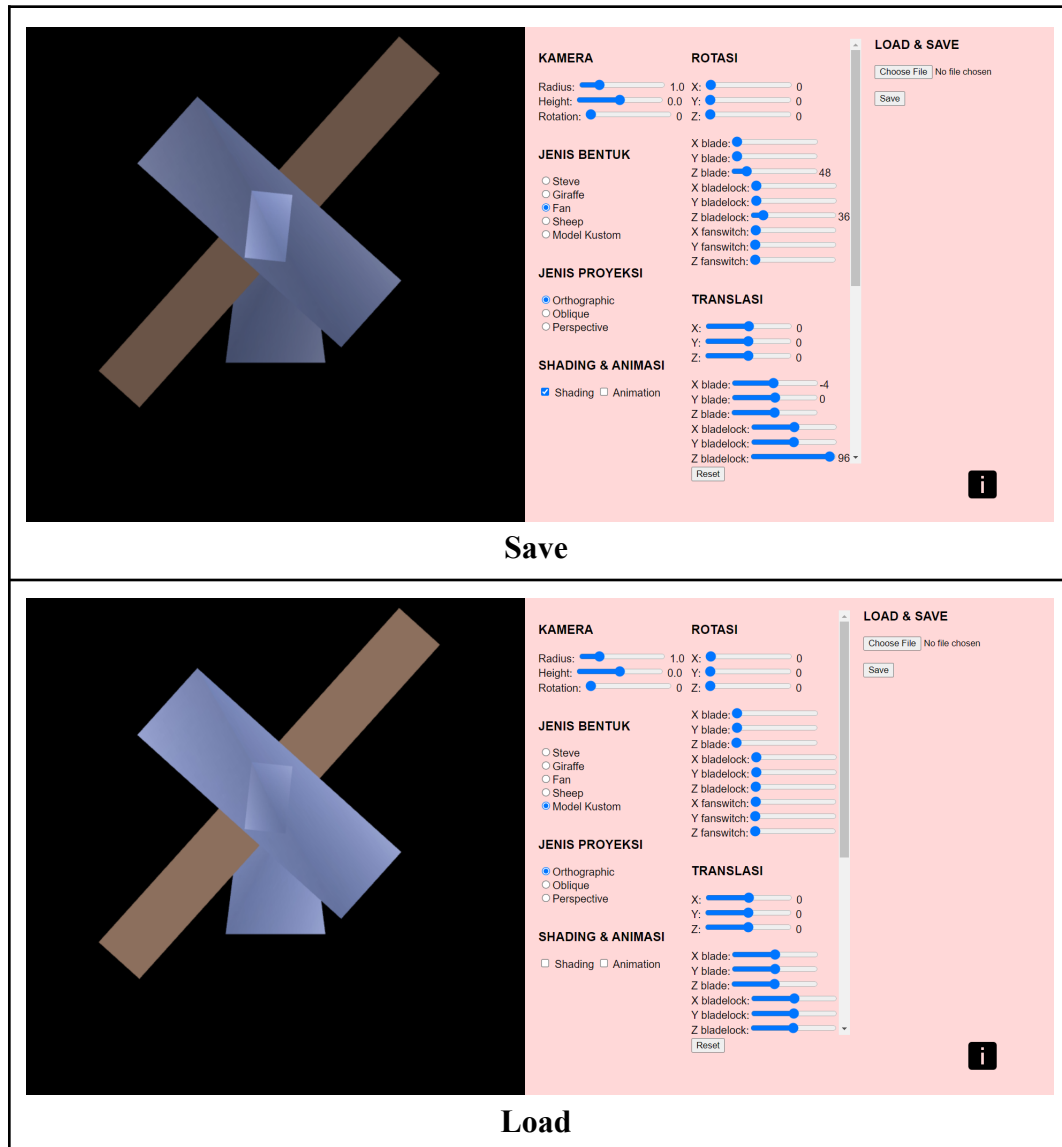 KAMERA
Radius: 1.0
Height: 0.0
Rotation: 0
JENIS BENTUK
Steve
Giraffe
Fan
Sheep
Model Kustom
JENIS PROYEKSI
Orthographic
Oblique
Perspective
SHADING & ANIMASI
Shading Animation
ROTASI
X: 0
Y: 0
Z: 0
X blade:
Y blade:
Z blade: 48
X bladelock:
Y bladelock:
Z bladelock: 36
X fanswitch:
Y fanswitch:
Z fanswitch:
TRANSLASI
X: 0
Y: 0
Z: 0
X blade: -4
Y blade: 0
Z blade:
X bladelock:
Y bladelock:
Z bladelock: 96
Reset
LOAD & SAVE
Choose File No file chosen
Save
i
Save
KAMERA
Radius: 1.0
Height: 0.0
Rotation: 0
JENIS BENTUK
Steve
Giraffe
Fan
Sheep
Model Kustom
JENIS PROYEKSI
Orthographic
Oblique
Perspective
SHADING & ANIMASI
Shading Animation
ROTASI
X: 0
Y: 0
Z: 0
X blade:
Y blade:
Z blade:
X bladelock:
Y bladelock:
Z bladelock:
X fanswitch:
Y fanswitch:
Z fanswitch:
TRANSLASI
X: 0
Y: 0
Z: 0
X blade:
Y blade:
Z blade:
X bladelock:
Y bladelock:
Z bladelock:
Reset
LOAD & SAVE
Choose File No file chosen
Save
i
Load